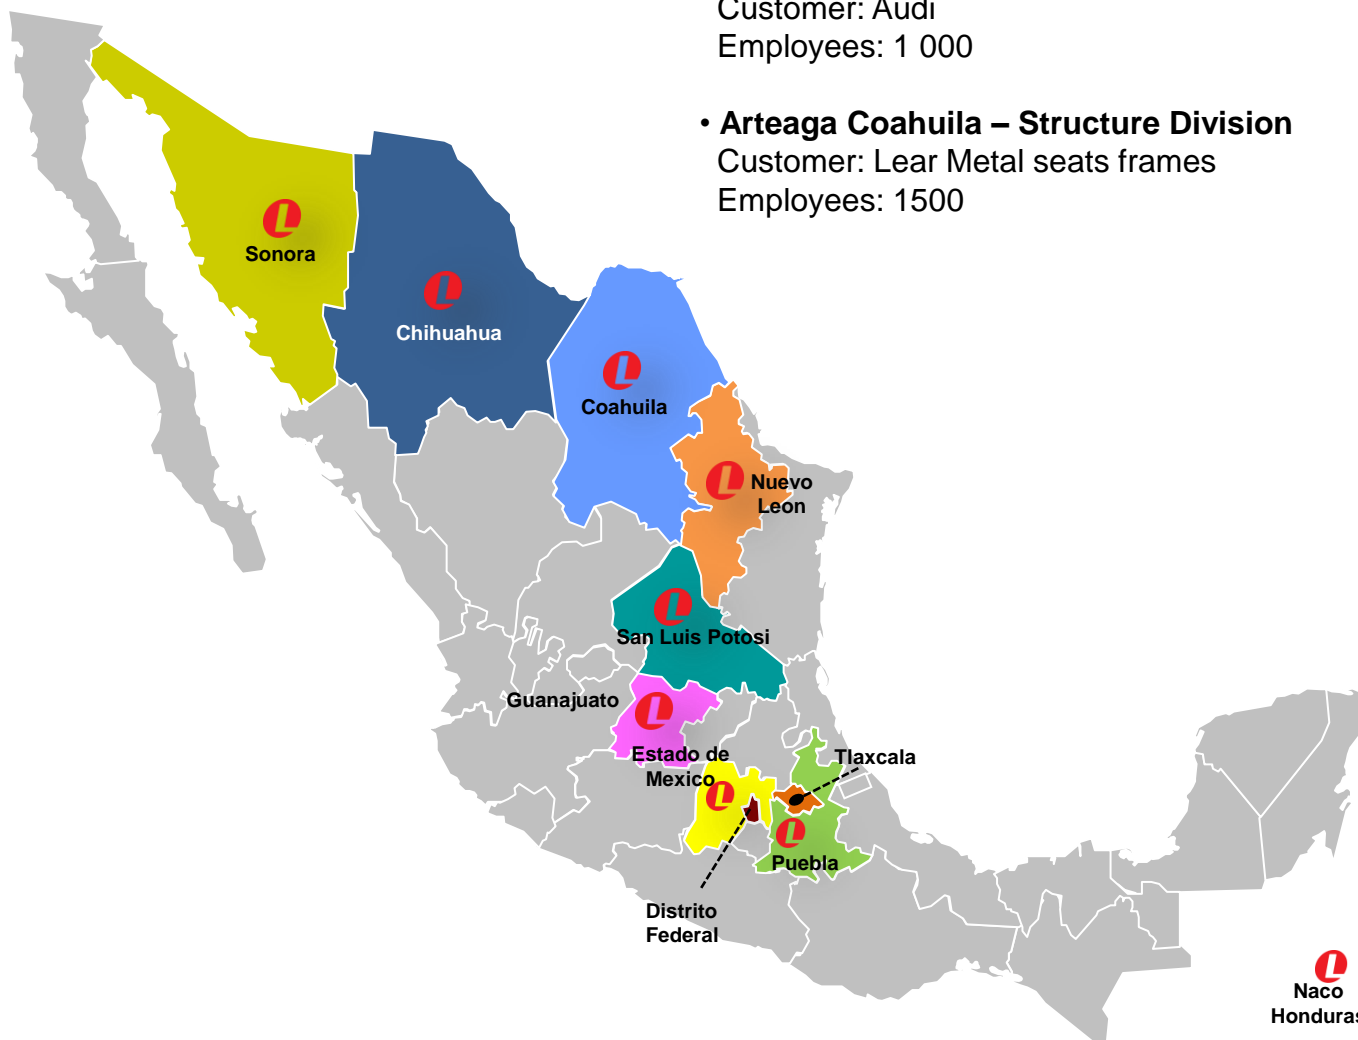 Customer: Audi
Employees: 1 000
• Arteaga Coahuila – Structure Division
Customer: Lear Metal seats frames
Employees: 1500
Sonora
Chihuahua
Coahuila
Nuevo
Leon
San Luis Potosi
Guanajuato
Estado de
Mexico
Tlaxcala
Puebla
Distrito
Federal
Naco
Honduras